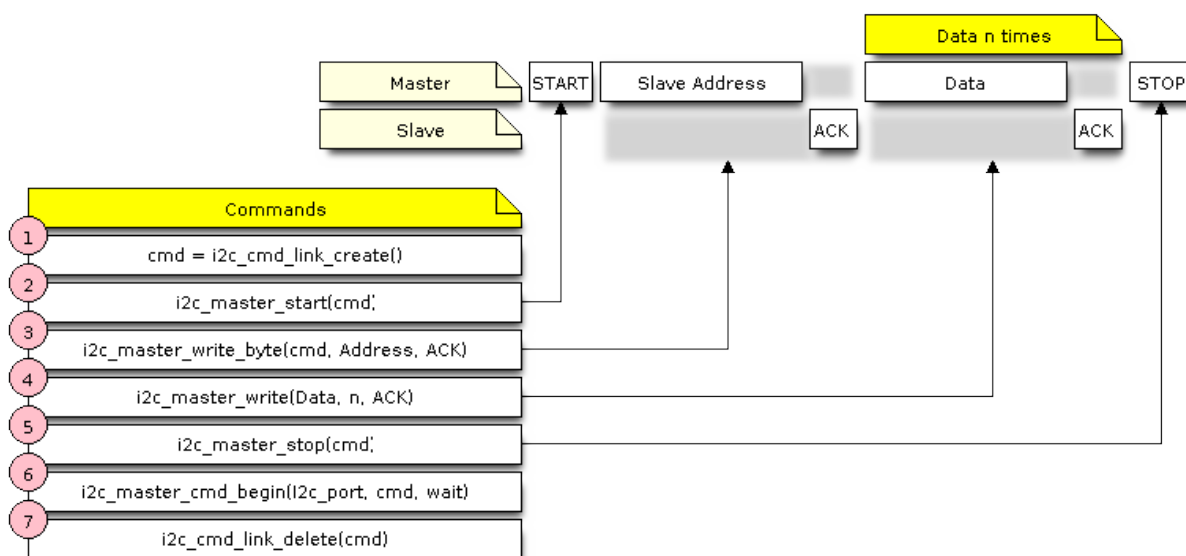 Data n times
Master START Slave Address Data STOP
Slave ACK ACK
Commands
1
cmd = i2c_cmd_link_create()
2
i2c_master_start(cmd)
3
i2c_master_write_byte(cmd, Address, ACK)
4
i2c_master_write(Data, n, ACK)
5
i2c_master_stop(cmd)
6
i2c_master_cmd_begin(I2c_port, cmd, wait)
7
i2c_cmd_link_delete(cmd)